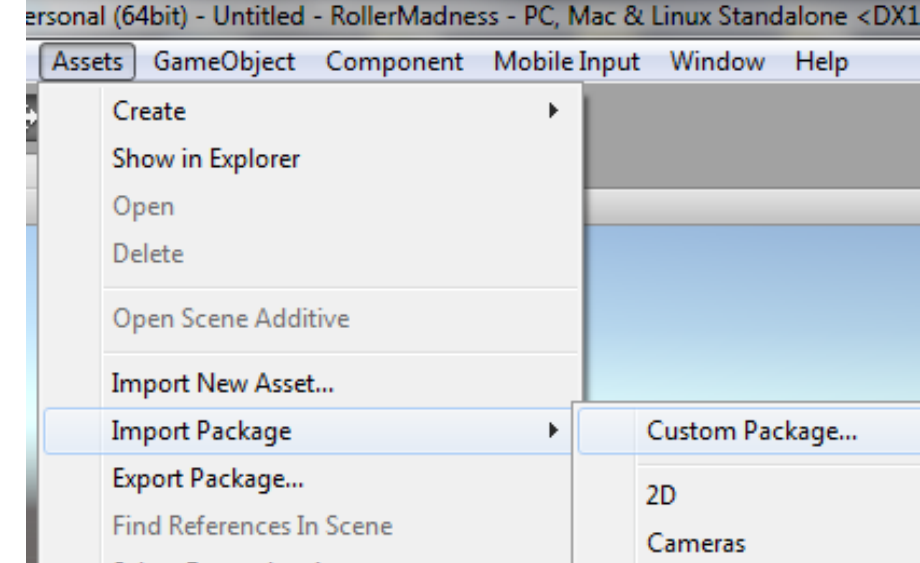 ersonal (64bit) - Untitled - RollerMadness - PC, Mac & Linux Standalone <DX1
Assets GameObject Component Mobile Input Window Help
Create
Show in Explorer
Open
Delete
Open Scene Additive
Import New Asset...
Import Package
Custom Package...
Export Package...
2D
Find References In Scene
Cameras